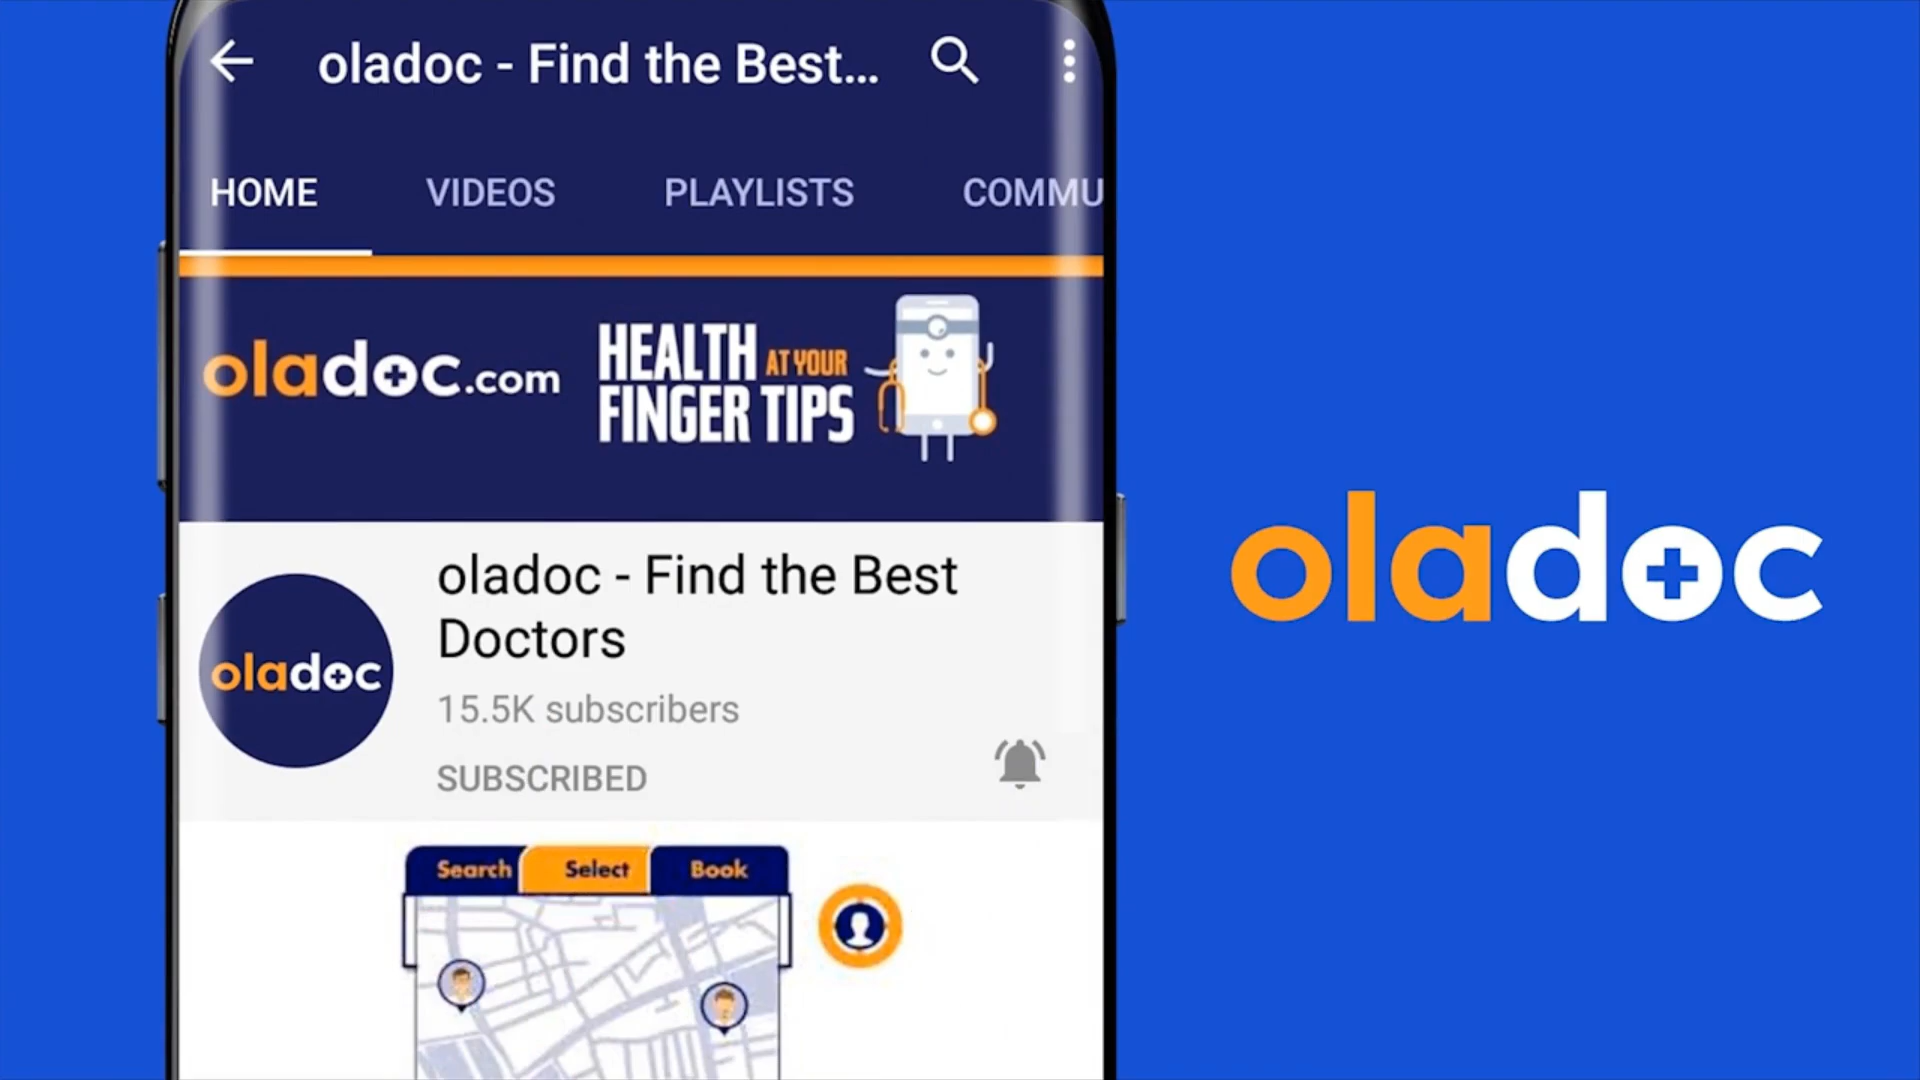 oladoc - Find the Best...
HOME VIDEOS PLAYLISTS COMMU
oladoc.com
HEALTH AT YOUR
FINGER TIPS
oladoc - Find the Best
Doctors
oladoc
15.5K subscribers
SUBSCRIBED
Search Select Book
oladoc